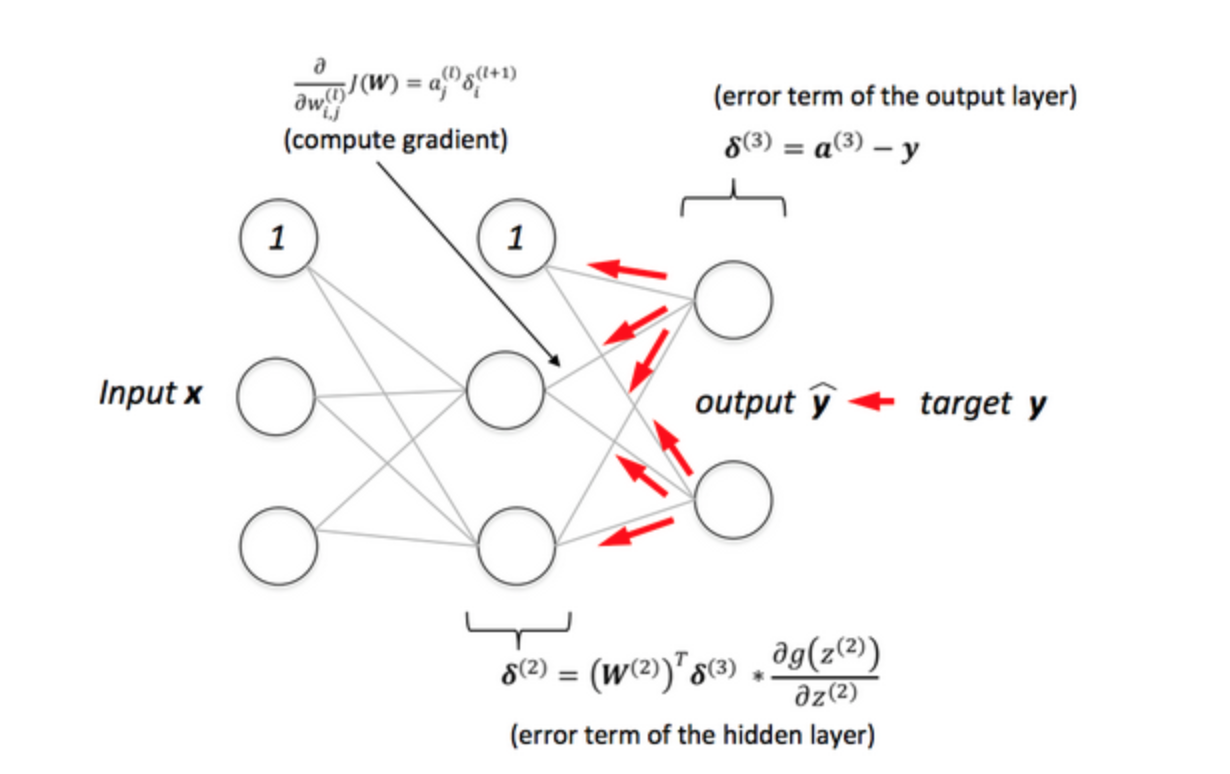 ∂/∂w_{i,j}^{(l)} J(W) = a_j^{(l)} δ_i^{(l+1)}
(compute gradient)
(error term of the output layer)
δ^{(3)} = a^{(3)} − y
1
1
Input x
output ŷ
target y
δ^{(2)} = (W^{(2)})^T δ^{(3)} * ∂g(z^{(2)})/∂z^{(2)}
(error term of the hidden layer)